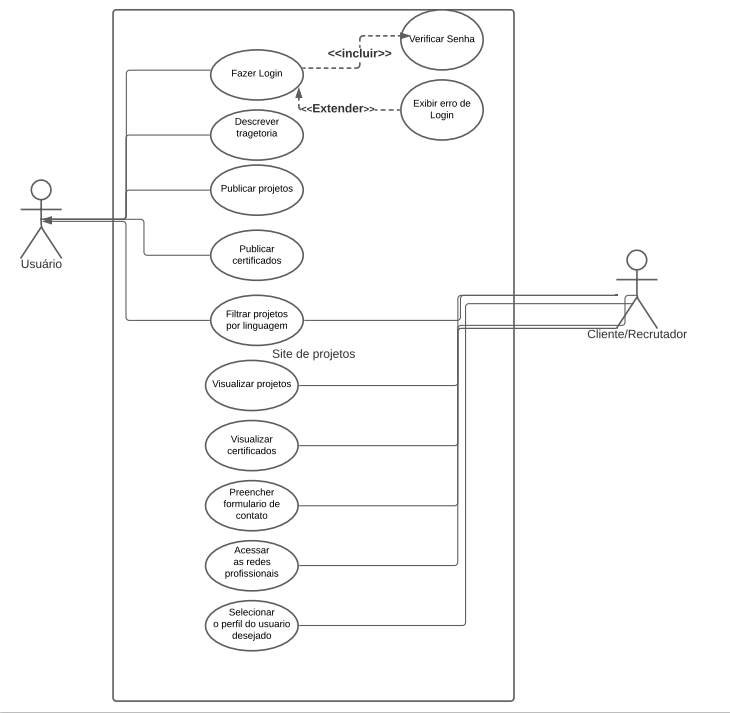 Verificar Senha
<<incluir>>
Fazer Login
<<Extender>>
Exibir erro de
Login
Descrever
tragetoria
Publicar projetos
Usuário
Publicar
certificados
Filtrar projetos
por linguagem
Cliente/Recrutador
Site de projetos
Visualizar projetos
Visualizar
certificados
Preencher
formulario de
contato
Acessar
as redes
profissionais
Selecionar
o perfil do usuario
desejado